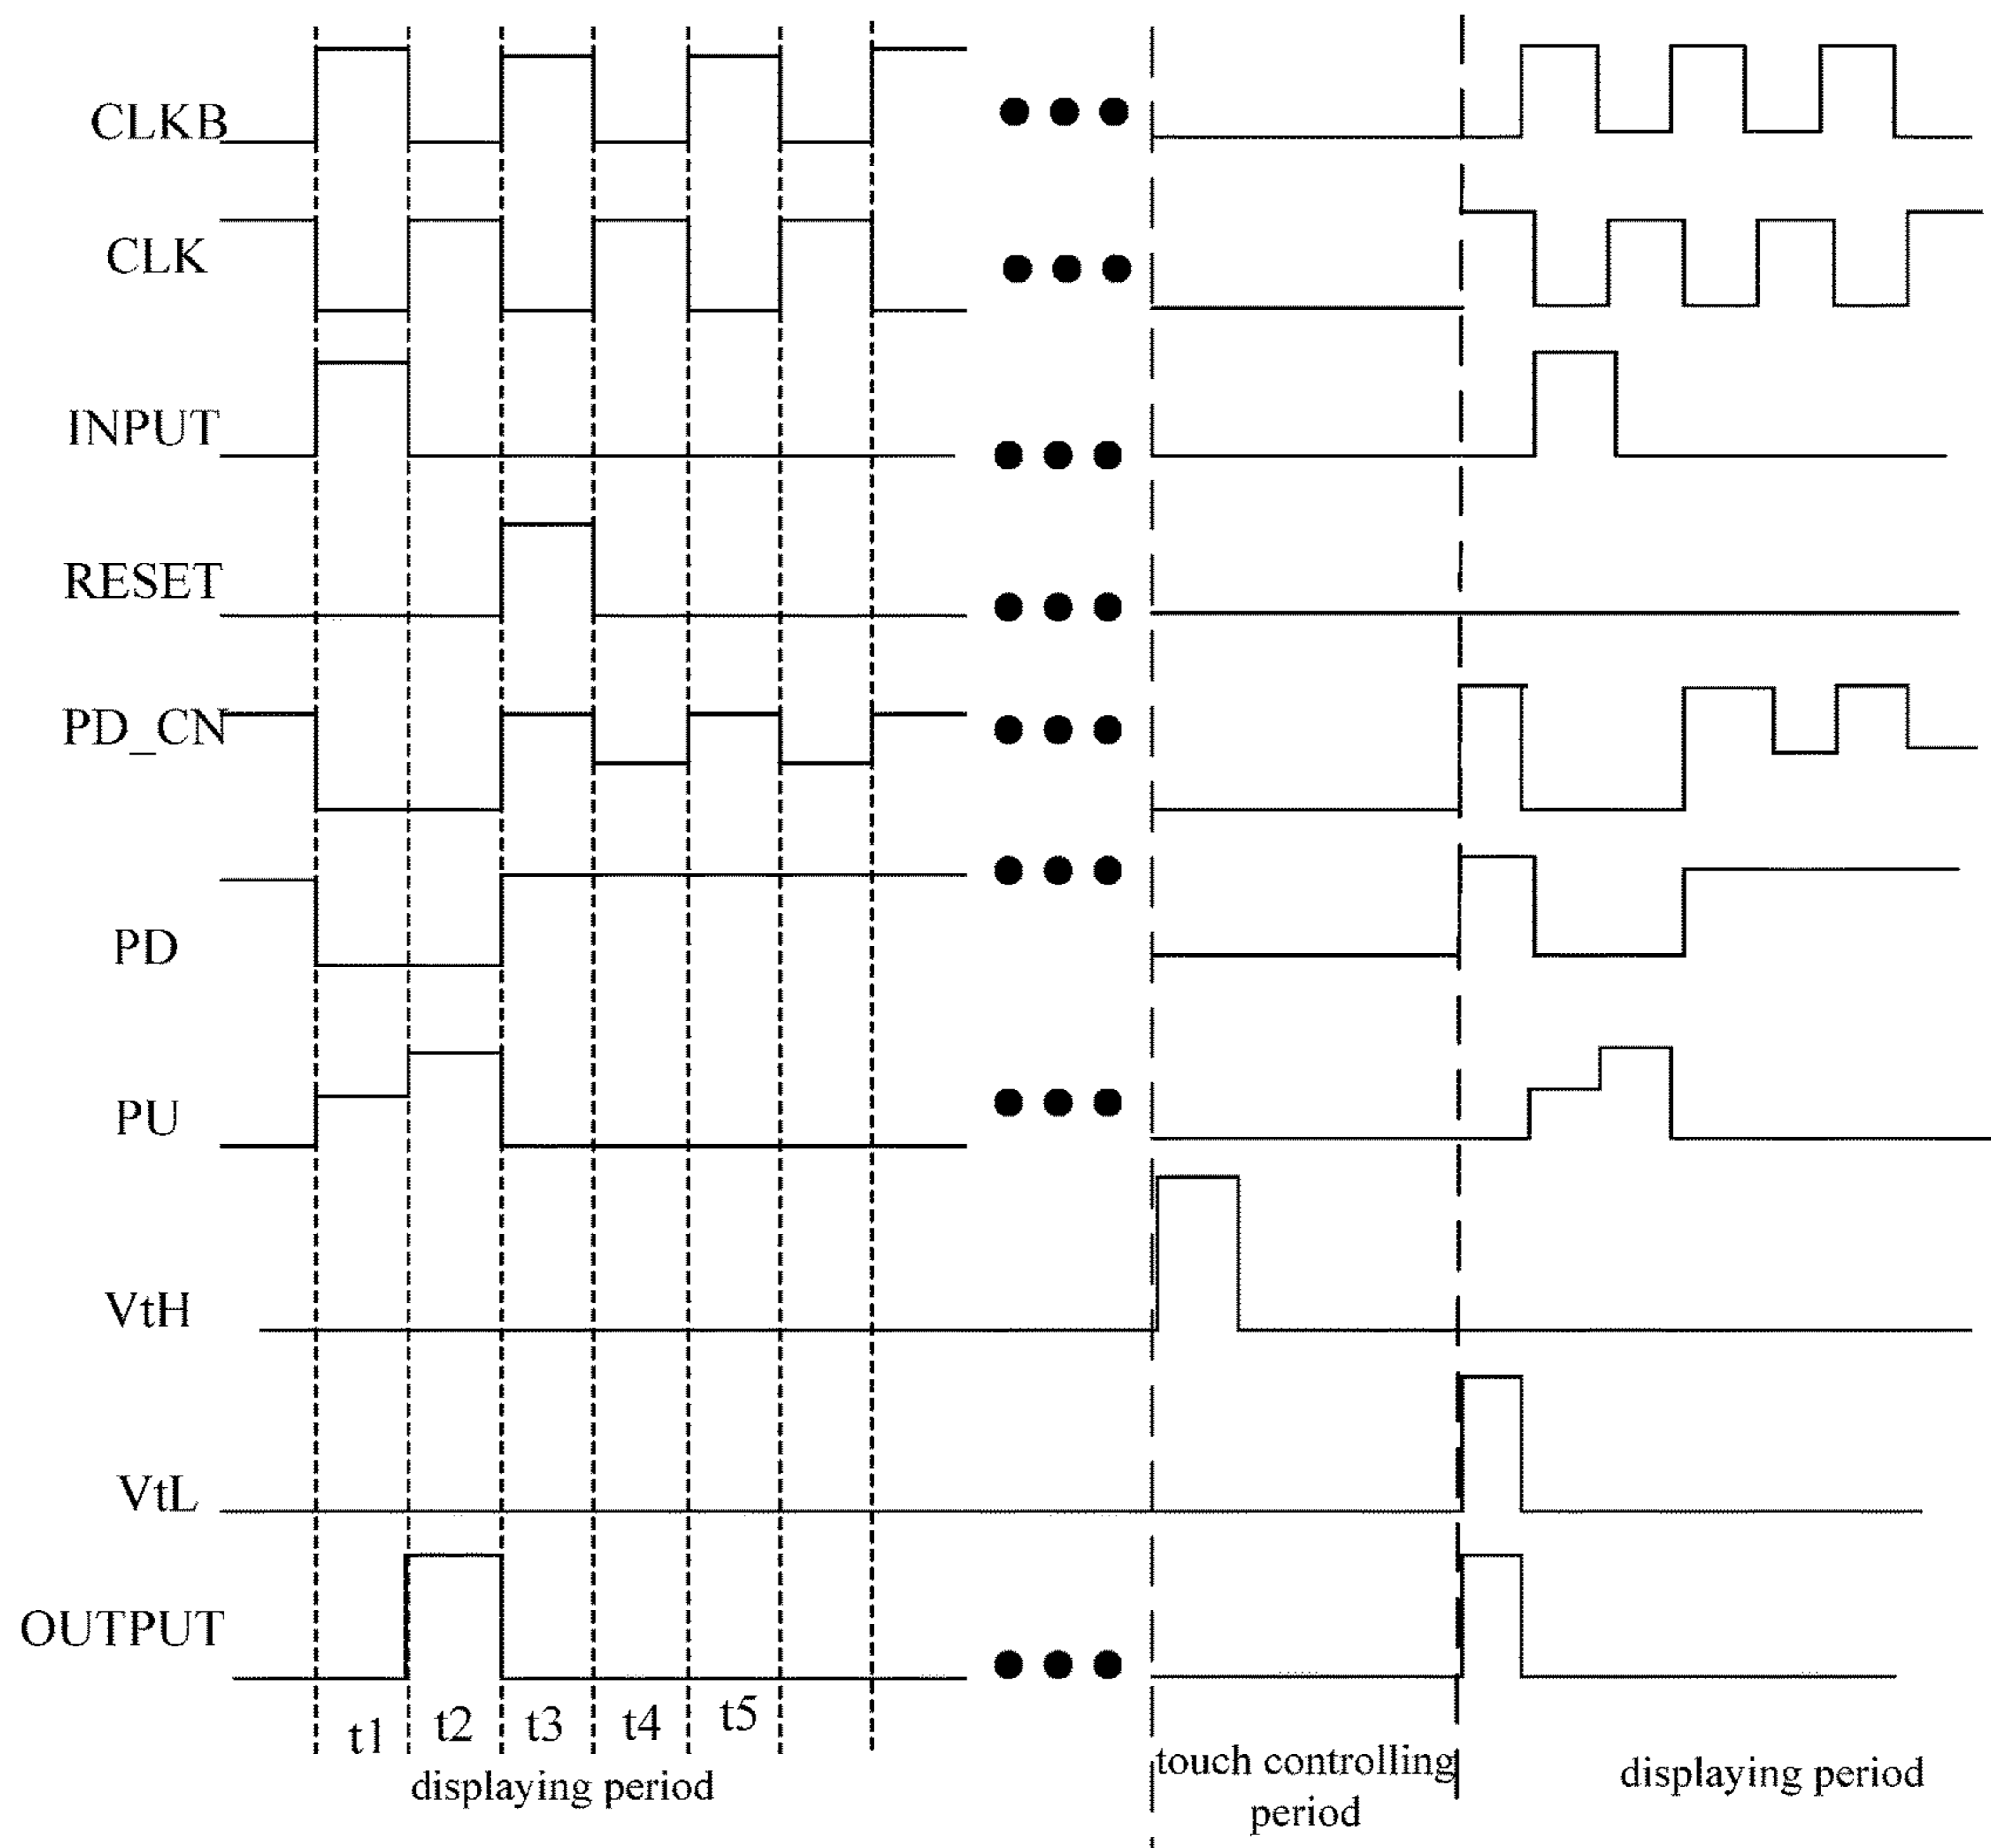 CLKB
CLK
INPUT
RESET
PD_CN
PD
PU
VtH
VtL
OUTPUT
t1 t2 t3 t4 t5
displaying period
touch controlling
period
displaying period